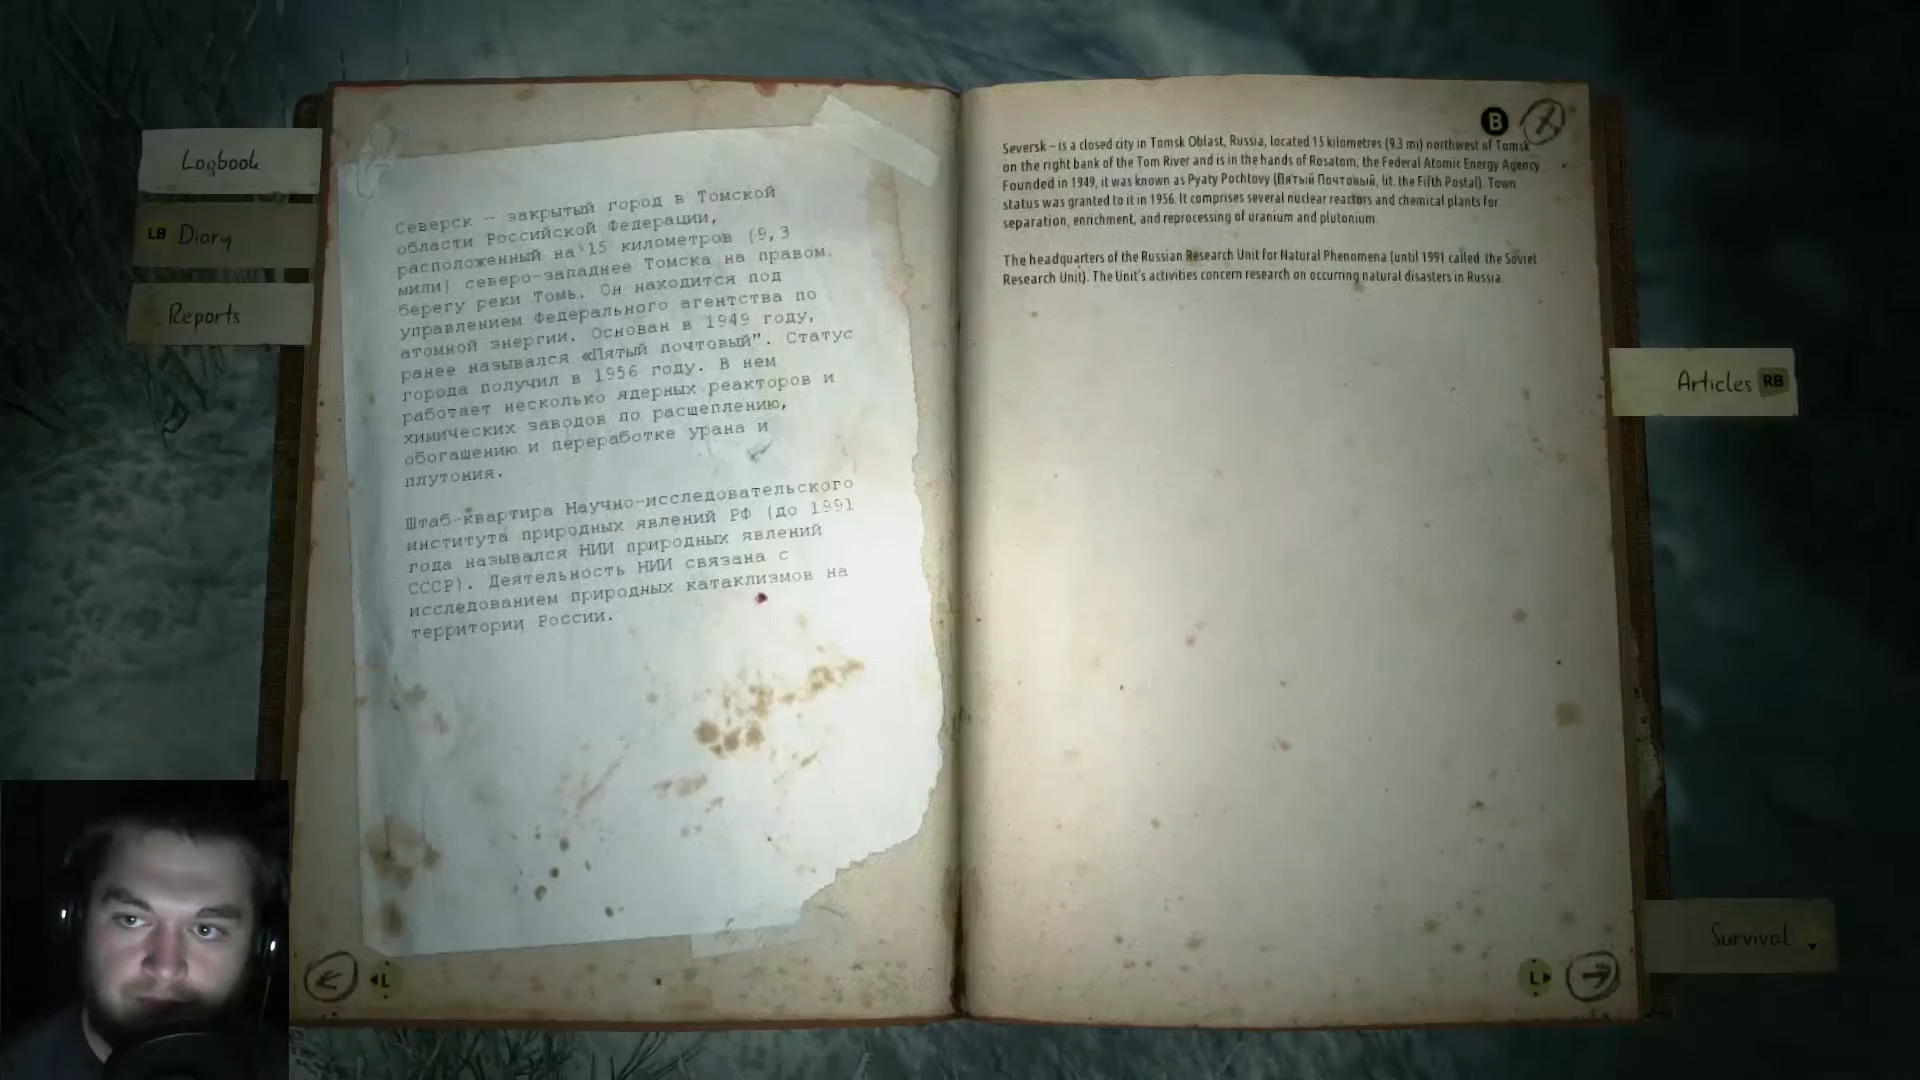 Logbook
LB Diary
Reports
Северск – закрытый город в Томской
области Российской Федерации,
расположенный на 15 километров (9,3
мили) северо-западнее Томска на правом
берегу реки Томь. Он находится под
управлением Федерального агентства по
атомной энергии. Основан в 1949 году,
ранее назывался «Пятый почтовый". Статус
города получил в 1956 году. В нем
работает несколько ядерных реакторов и
химических заводов по расщеплению,
обогащению и переработке урана и
плутония.
Штаб-квартира Научно-исследовательского
института природных явлений РФ (до 1991
года назывался НИИ природных явлений
СССР). Деятельность НИИ связана с
исследованием природных катаклизмов на
территории России.
L
B
Seversk – is a closed city in Tomsk Oblast, Russia, located 15 kilometres (9.3 mi) northwest of Tomsk
on the right bank of the Tom River and is in the hands of Rosatom, the Federal Atomic Energy Agency
Founded in 1949, it was known as Pyaty Pochtovy (Пятый Почтовый, lit. the Fifth Postal). Town
status was granted to it in 1956. It comprises several nuclear reactors and chemical plants for
separation, enrichment, and reprocessing of uranium and plutonium.
The headquarters of the Russian Research Unit for Natural Phenomena (until 1991 called the Soviet
Research Unit). The Unit's activities concern research on occurring natural disasters in Russia.
Articles RB
Survival
L